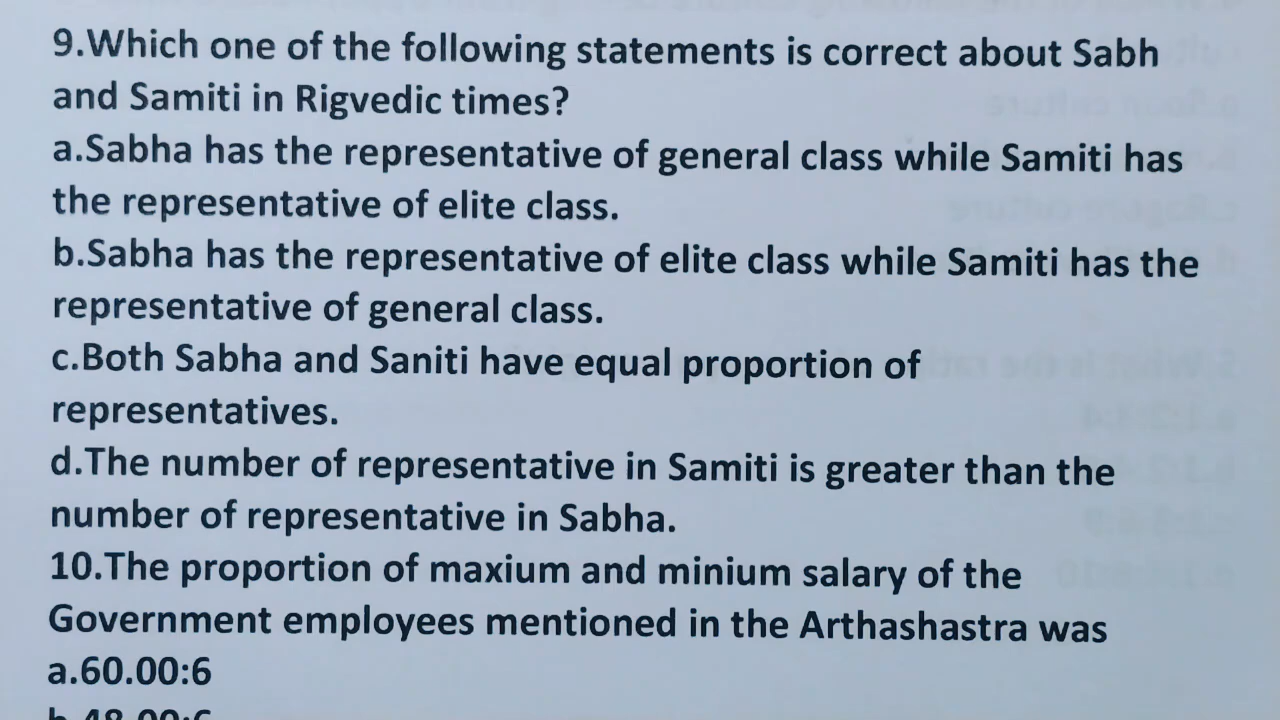 9.Which one of the following statements is correct about Sabh
and Samiti in Rigvedic times?
a.Sabha has the representative of general class while Samiti has
the representative of elite class.
b.Sabha has the representative of elite class while Samiti has the
representative of general class.
c.Both Sabha and Saniti have equal proportion of
representatives.
d.The number of representative in Samiti is greater than the
number of representative in Sabha.
10.The proportion of maxium and minium salary of the
Government employees mentioned in the Arthashastra was
a.60.00:6